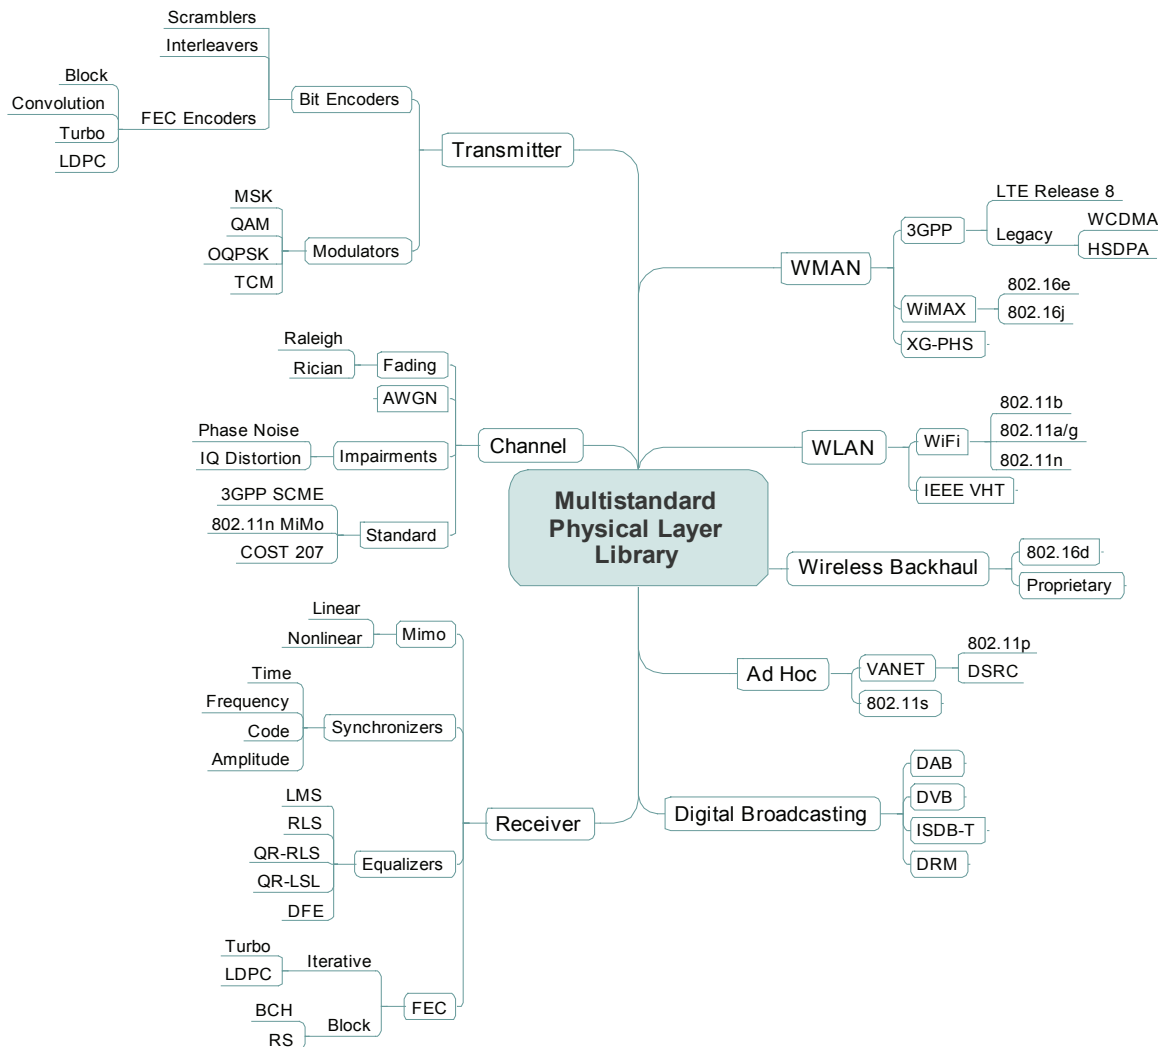 Scramblers
Interleavers
Block
Convolution
Turbo
LDPC
FEC Encoders
Bit Encoders
Transmitter
MSK
QAM
OQPSK
TCM
Modulators
Raleigh
Rician
Fading
AWGN
Phase Noise
IQ Distortion
Impairments
Channel
3GPP SCME
802.11n MiMo
COST 207
Standard
Multistandard
Physical Layer
Library
Linear
Nonlinear
Mimo
Time
Frequency
Code
Amplitude
Synchronizers
Receiver
LMS
RLS
QR-RLS
QR-LSL
DFE
Equalizers
Turbo
LDPC
Iterative
FEC
BCH
RS
Block
WMAN
3GPP
LTE Release 8
Legacy
WCDMA
HSDPA
WiMAX
802.16e
802.16j
XG-PHS
WLAN
WiFi
802.11b
802.11a/g
802.11n
IEEE VHT
Wireless Backhaul
802.16d
Proprietary
Ad Hoc
VANET
802.11p
DSRC
802.11s
Digital Broadcasting
DAB
DVB
ISDB-T
DRM